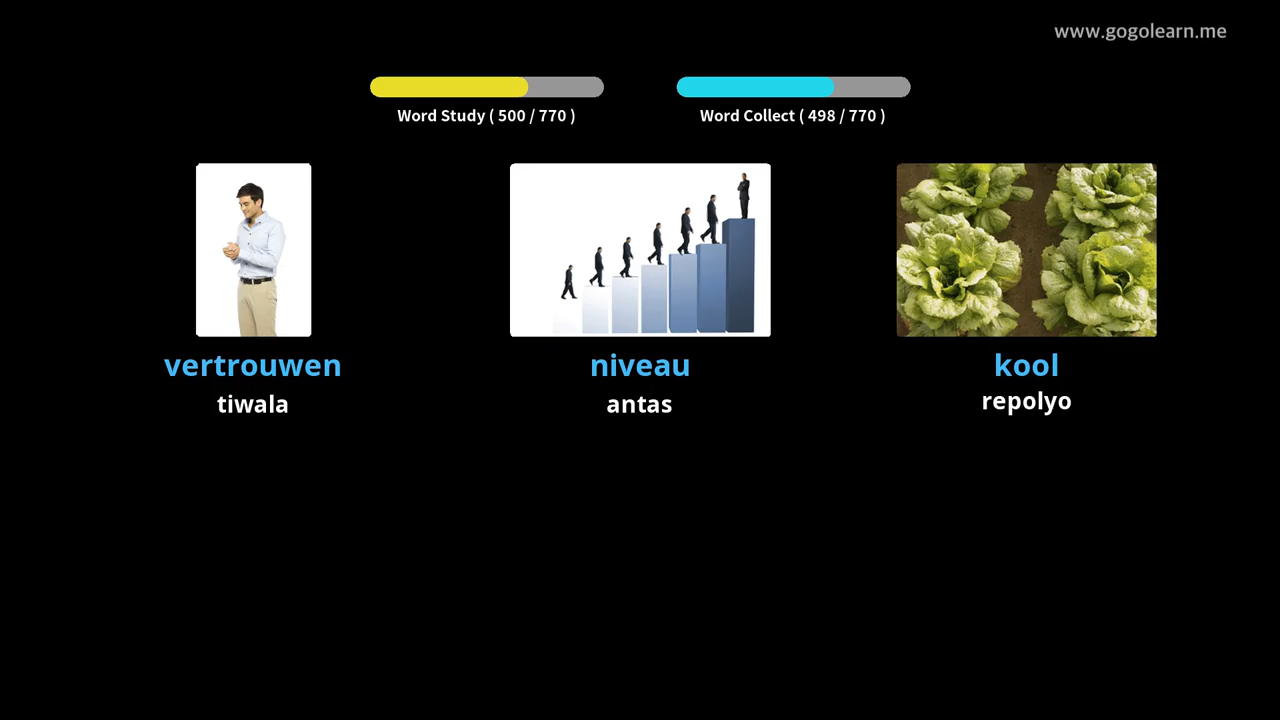 www.gogolearn.me
Word Study ( 500 / 770 )
Word Collect ( 498 / 770 )
vertrouwen
tiwala
niveau
antas
kool
repolyo